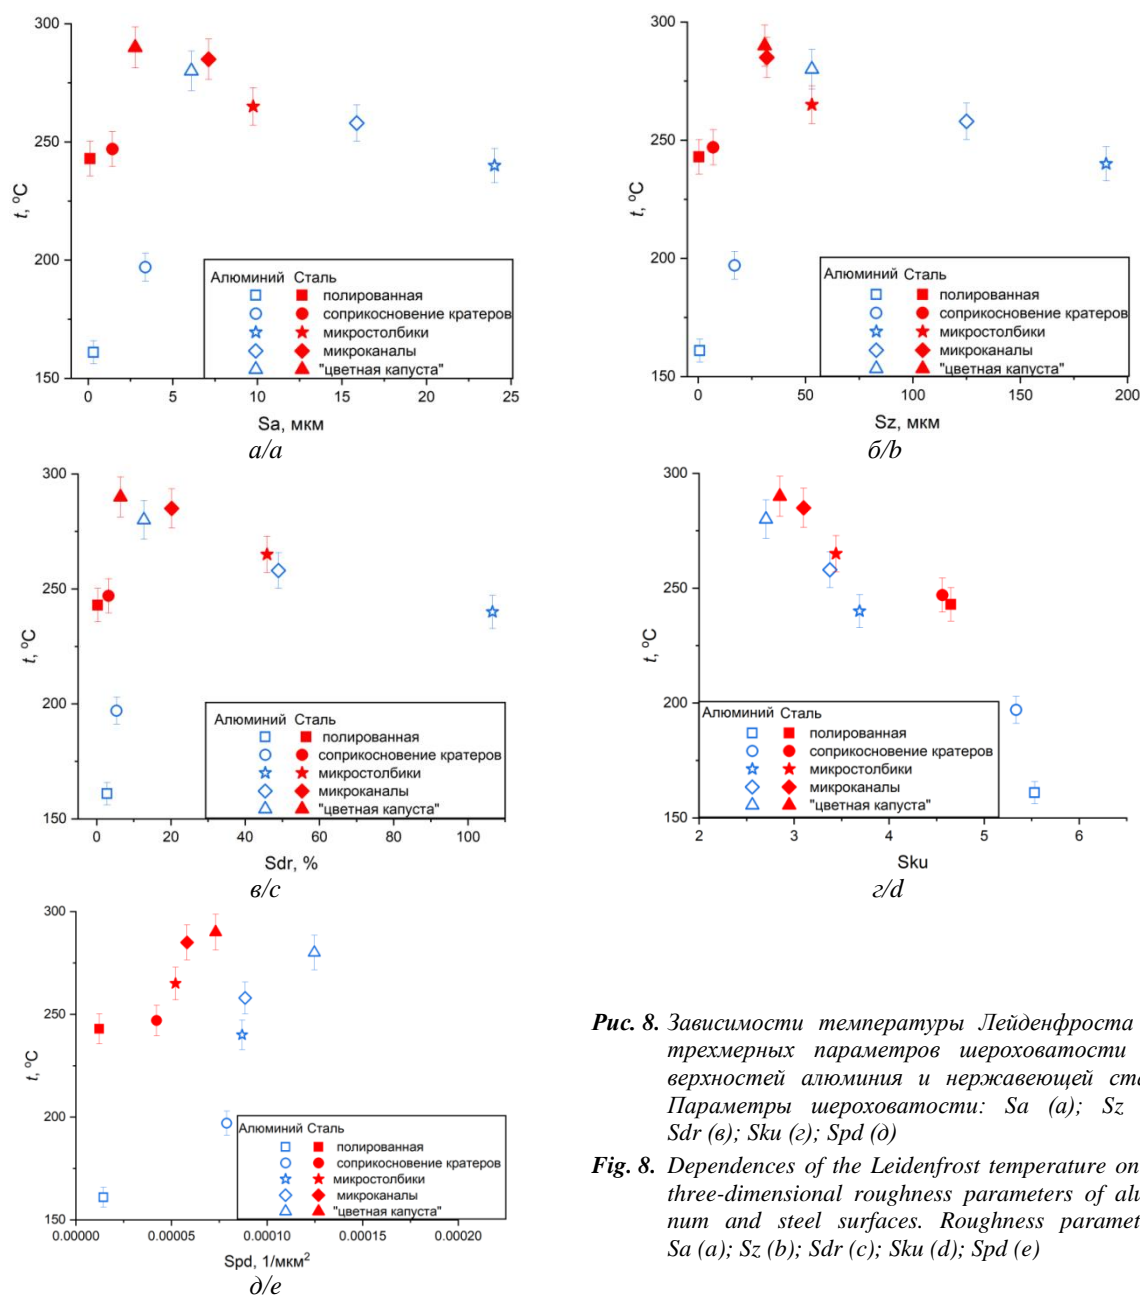 300
250
200
150
t, °C
Алюминий Сталь
полированная
соприкосновение кратеров
микростолбики
микроканалы
"цветная капуста"
0 5 10 15 20 25
Sa, мкм
а/a
300
250
200
150
t, °C
Алюминий Сталь
полированная
соприкосновение кратеров
микростолбики
микроканалы
"цветная капуста"
0 50 100 150 200
Sz, мкм
б/b
300
250
200
150
t, °C
Алюминий Сталь
полированная
соприкосновение кратеров
микростолбики
микроканалы
"цветная капуста"
0 20 40 60 80 100
Sdr, %
в/c
300
250
200
150
t, °C
Алюминий Сталь
полированная
соприкосновение кратеров
микростолбики
микроканалы
"цветная капуста"
2 3 4 5 6
Sku
г/d
300
250
200
150
t, °C
Алюминий Сталь
полированная
соприкосновение кратеров
микростолбики
микроканалы
"цветная капуста"
0.00000 0.00005 0.00010 0.00015 0.00020
Spd, 1/мкм²
д/e
Рис. 8. Зависимости температуры Лейденфроста
трехмерных параметров шероховатости
верхностей алюминия и нержавеющей ста
Параметры шероховатости: Sa (а); Sz
Sdr (в); Sku (г); Spd (д)
Fig. 8. Dependences of the Leidenfrost temperature on
three-dimensional roughness parameters of alu
num and steel surfaces. Roughness paramet
Sa (a); Sz (b); Sdr (c); Sku (d); Spd (e)